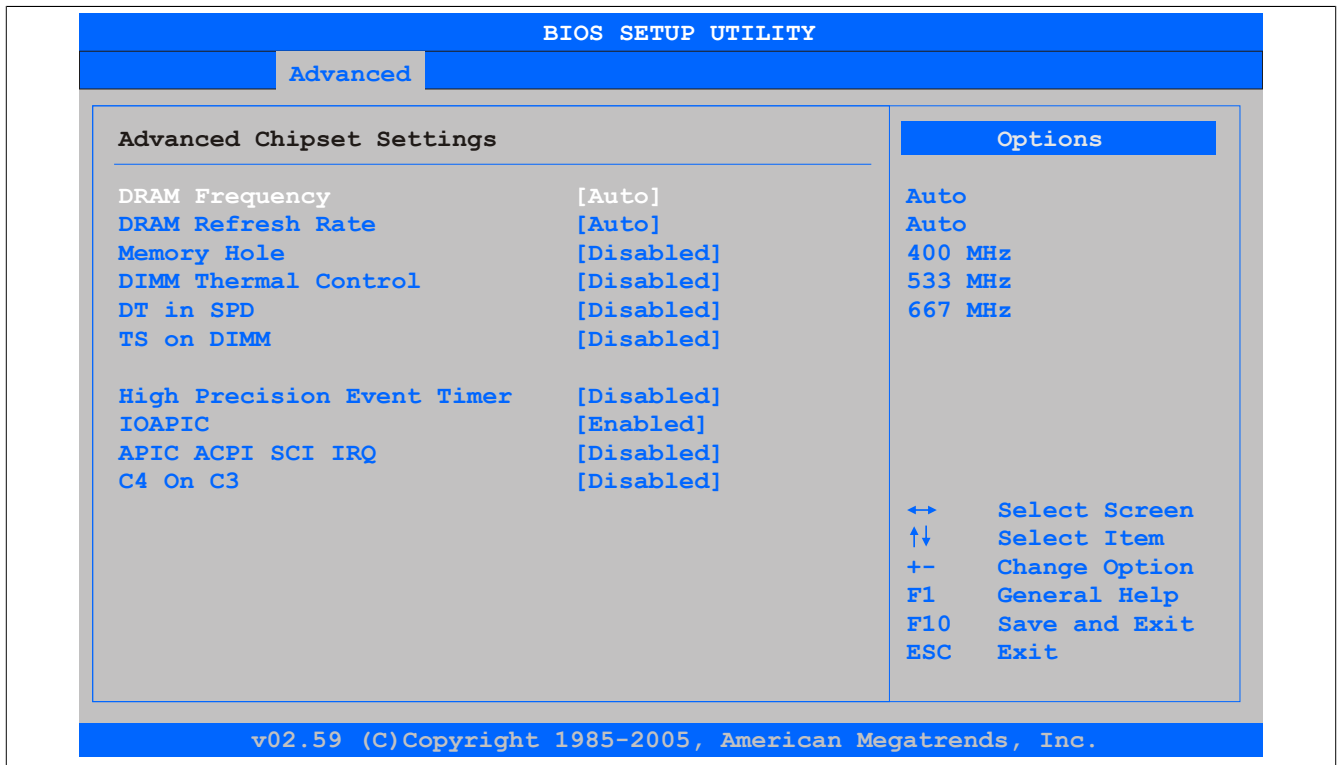 BIOS SETUP UTILITY
Advanced
Advanced Chipset Settings
DRAM Frequency [Auto]
DRAM Refresh Rate [Auto]
Memory Hole [Disabled]
DIMM Thermal Control [Disabled]
DT in SPD [Disabled]
TS on DIMM [Disabled]
High Precision Event Timer [Disabled]
IOAPIC [Enabled]
APIC ACPI SCI IRQ [Disabled]
C4 On C3 [Disabled]
Options
Auto
Auto
400 MHz
533 MHz
667 MHz
↔ Select Screen
↑↓ Select Item
+- Change Option
F1 General Help
F10 Save and Exit
ESC Exit
v02.59 (C)Copyright 1985-2005, American Megatrends, Inc.